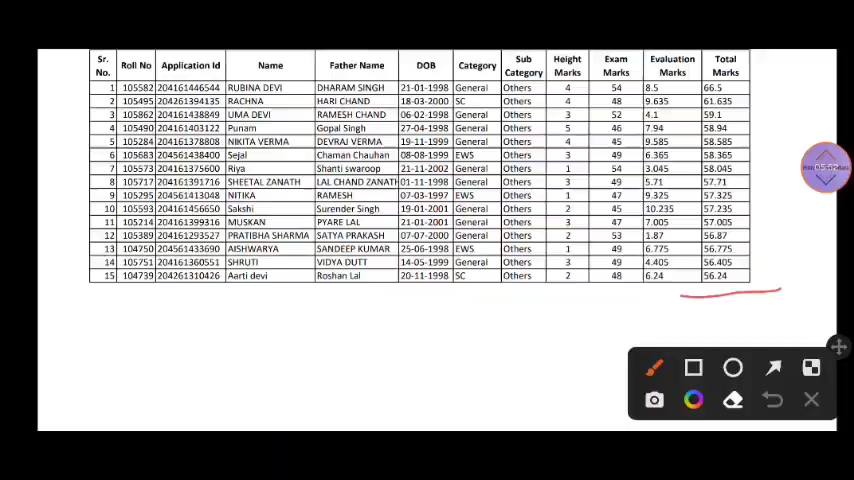 Sr. No. Roll No Application Id Name Father Name DOB Category Sub Category Height Marks Exam Marks Evaluation Marks Total Marks
1 105582 204161446544 RUBINA DEVI DHARAM SINGH 21-01-1998 General Others 4 54 8.5 66.5
2 105495 204161394135 RACHNA HARI CHAND 18-03-2000 SC Others 4 48 9.635 61.635
3 105862 204161438849 UMA DEVI RAMESH CHAND 06-02-1998 General Others 3 52 4.1 59.1
4 105490 204161403122 Punam Gopal Singh 27-04-1998 General Others 5 46 7.94 58.94
5 105284 204161378608 NIKITA VERMA DEVRAJ VERMA 19-11-1999 General Others 4 45 9.585 58.585
6 105683 204561438400 Sejal Chaman Chauhan 08-08-1999 EWS Others 3 49 6.365 58.365
7 105573 204161375600 Riya Shanti swaroop 21-11-2002 General Others 1 54 3.045 58.045
8 105717 204161391716 SHEETAL ZANATH LAL CHAND ZANATH 01-11-1998 General Others 3 49 5.71 57.71
9 105295 204561413048 NITIKA RAMESH 07-03-1997 EWS Others 1 47 9.325 57.325
10 105593 204161456650 Sakshi Surender Singh 19-01-2001 General Others 2 45 10.235 57.235
11 105214 204161399316 MUSKAN PYARE LAL 20-01-2001 General Others 3 47 7.005 57.005
12 105389 204161293527 PRATIBHA SHARMA SATYA PRAKASH 07-07-2000 General Others 2 53 1.87 56.87
13 104750 204561433690 AISHWARYA SANDEEP KUMAR 25-06-1998 EWS Others 1 49 6.775 56.775
14 105751 204161360551 SHRUTI VIDYA DUTT 14-05-1999 General Others 3 49 4.405 56.405
15 104739 204261310426 Aarti devi Roshan Lal 20-11-1998 SC Others 2 48 6.24 56.24